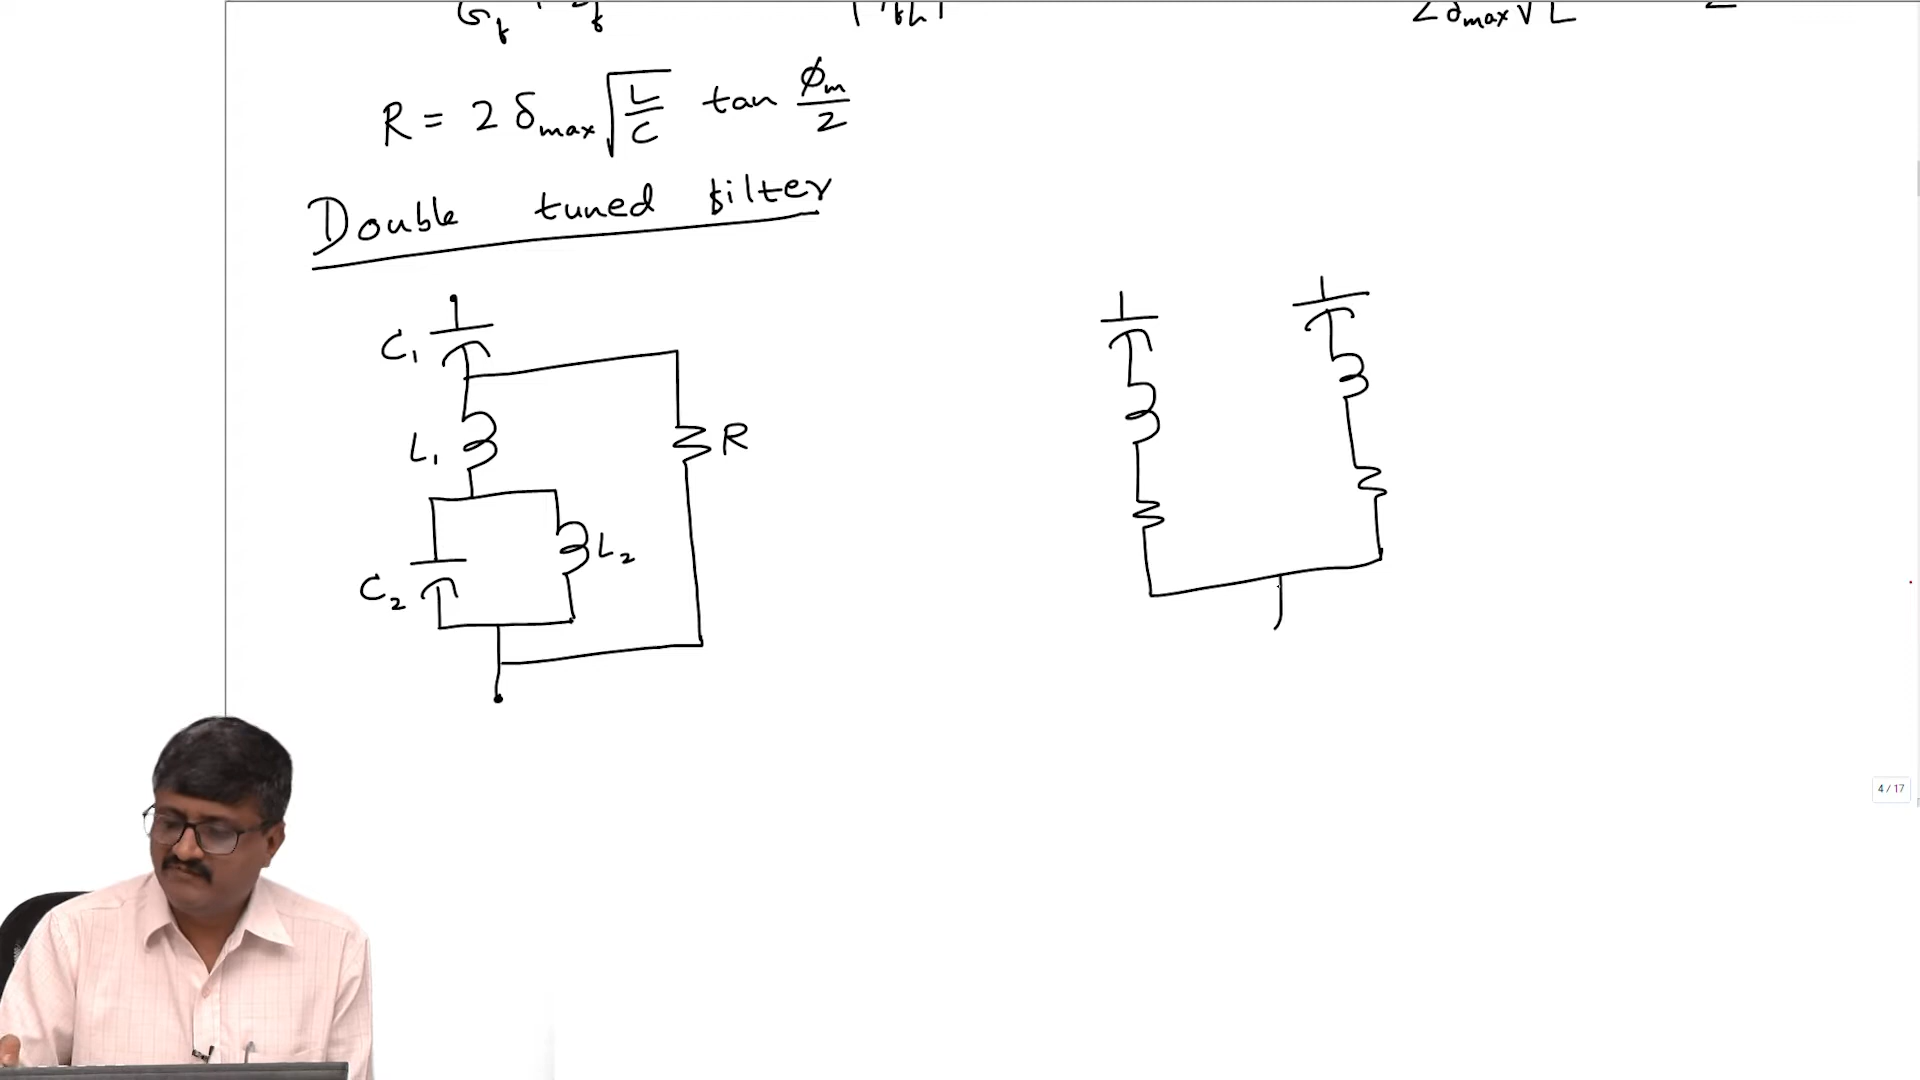 R = 2 δmax √(L/C) tan ϕm/2
Double tuned filter
C1
L1
R
L2
C2
4 / 17